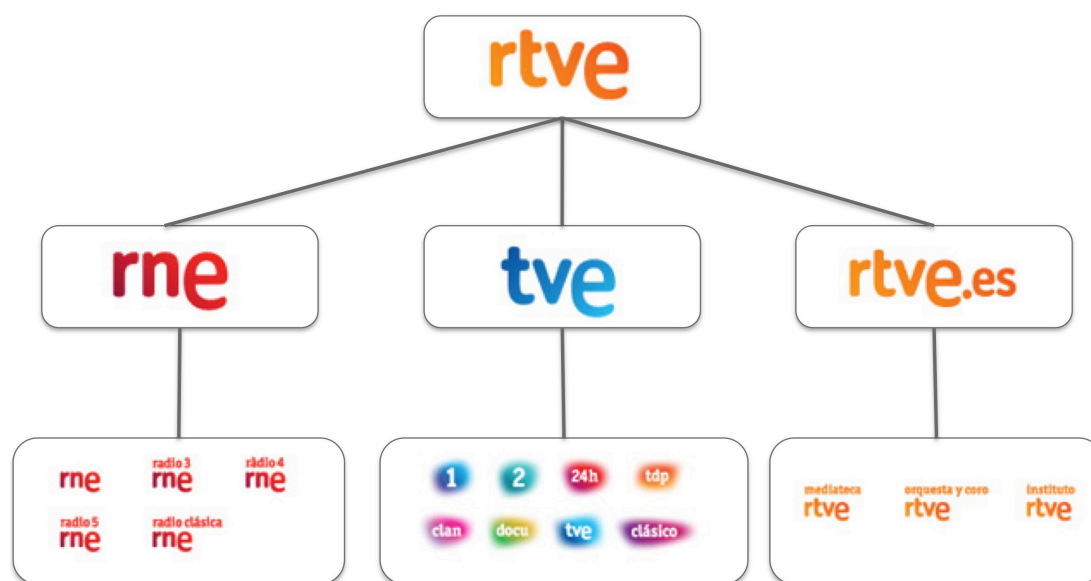 rtve
rne
tve
rtve.es
rne
radio 3
rne
ràdio 4
rne
radio 5
rne
radio clásica
rne
1
2
24h
tdp
clan
docu
tve
clásico
mediateca
rtve
orquesta y coro
rtve
instituto
rtve